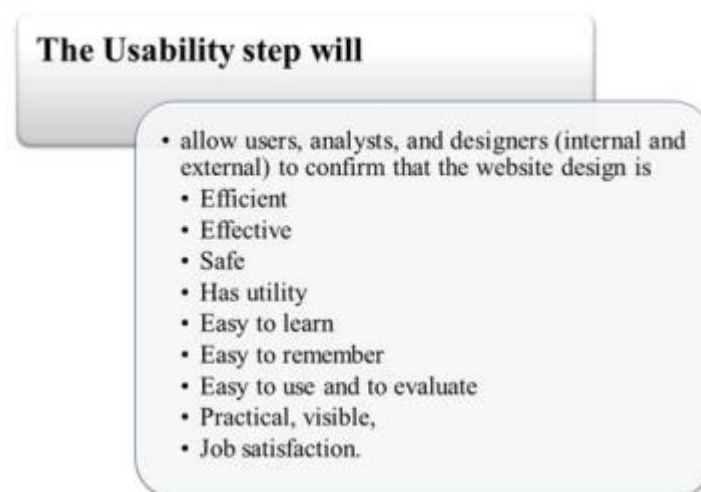 The Usability step will
• allow users, analysts, and designers (internal and
external) to confirm that the website design is
• Efficient
• Effective
• Safe
• Has utility
• Easy to learn
• Easy to remember
• Easy to use and to evaluate
• Practical, visible,
• Job satisfaction.